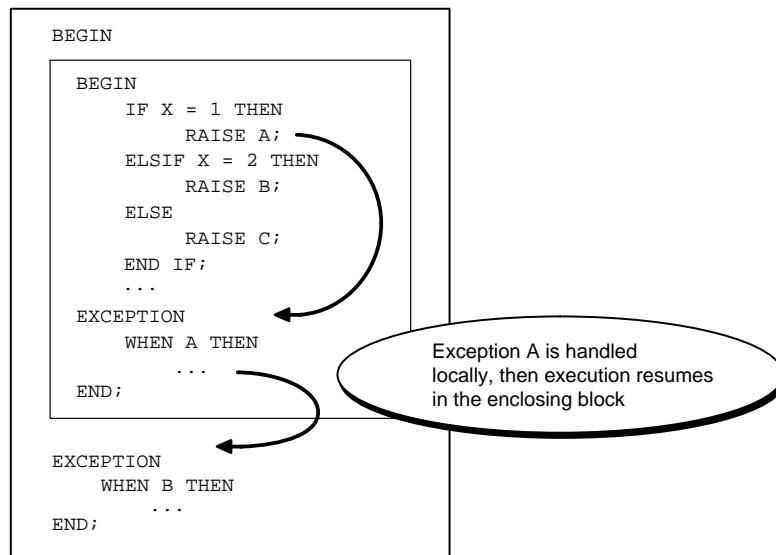 BEGIN
BEGIN
IF X = 1 THEN
RAISE A;
ELSIF X = 2 THEN
RAISE B;
ELSE
RAISE C;
END IF;
...
EXCEPTION
WHEN A THEN
...
END;
Exception A is handled
locally, then execution resumes
in the enclosing block
EXCEPTION
WHEN B THEN
...
END;